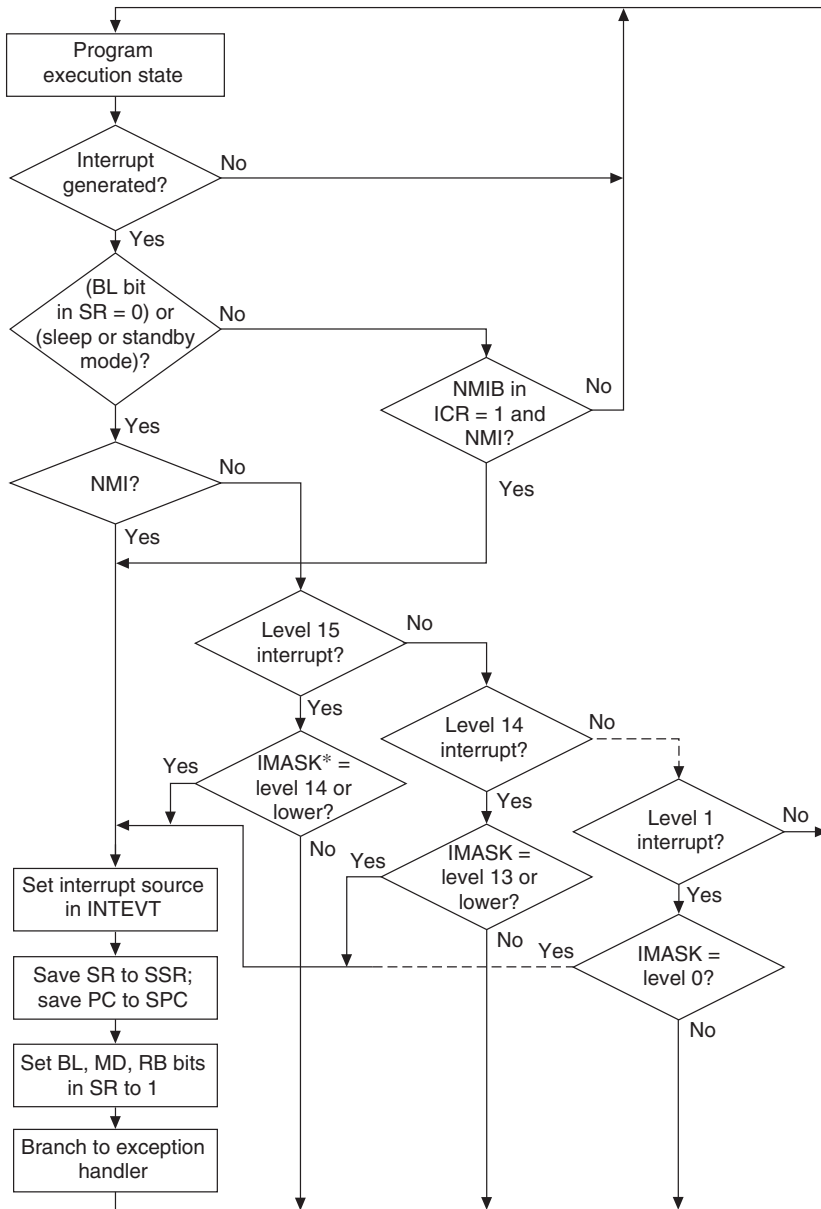 Program
execution state
Interrupt
generated?
No
Yes
(BL bit
in SR = 0) or
(sleep or standby
mode)?
No
Yes
NMIB in
ICR = 1 and
NMI?
No
Yes
NMI?
No
Yes
Level 15
interrupt?
No
Yes
Level 14
interrupt?
No
Yes
IMASK* =
level 14 or
lower?
Yes
No
Level 1
interrupt?
No
Yes
IMASK =
level 13 or
lower?
Yes
No
IMASK =
level 0?
Yes
No
Set interrupt source
in INTEVT
Save SR to SSR;
save PC to SPC
Set BL, MD, RB bits
in SR to 1
Branch to exception
handler